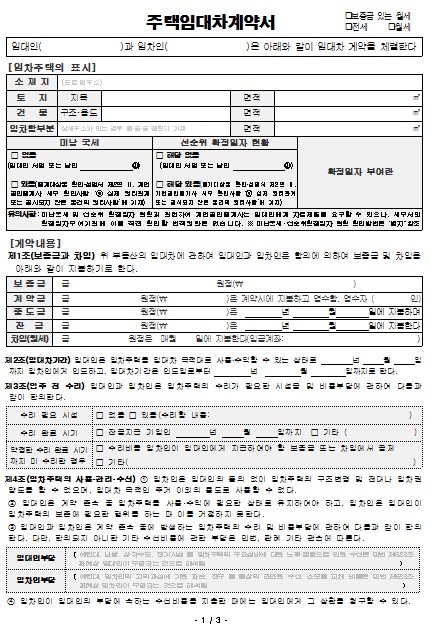 주택임대차계약서
□보증금 있는 월세
□전세 □월세
임대인( )과 임차인( )은 아래와 같이 임대차 계약을 체결한다
[임차주택의 표시]
소 재 지 (도로명주소)
토 지 지목 면적 ㎡
건 물 구조·용도 면적 ㎡
임차할부분 면적 ㎡
미납 국세 선순위 확정일자 현황
확정일자 부여란
□ 없음 □ 해당 없음
(임대인 서명 또는 날인 ㊞) (임대인 서명 또는 날인 ㊞)
[계약내용]
제1조(보증금과 차임) 위 부동산의 임대차에 관하여 임대인과 임차인은 합의에 의하여 보증금 및 차임을
아래와 같이 지불하기로 한다.
보 증 금 금 원정(₩ )
계 약 금 금 원정(₩ )은 계약시에 지불하고 영수함. 영수자 ( 인)
중 도 금 금 원정(₩ )은 년 월 일에 지불하며
잔 금 금 원정(₩ )은 년 월 일에 지불한다
차임(월세) 금 원정은 매월 일에 지불한다(입금계좌: )
제2조(임대차기간) 임대인은 임차주택을 임대차 목적대로 사용·수익할 수 있는 상태로 년 월 일
까지 임차인에게 인도하고, 임대차기간은 인도일로부터 년 월 일까지로 한다.
제3조(입주 전 수리) 임대인과 임차인은 임차주택의 수리가 필요한 시설물 및 비용부담에 관하여 다음과
같이 합의한다.
수리 필요 시설 □ 없음 □ 있음(수리할 내용: )
수리 완료 시기 □ 잔금지급 기일인 년 월 일까지 □ 기타 ( )
약정한 수리 완료 시기
까지 미 수리한 경우
□ 수리비를 임차인이 임대인에게 지급하여야 할 보증금 또는 차임에서 공제
□ 기타( )
제4조(임차주택의 사용·관리·수선) ① 임차인은 임대인의 동의 없이 임차주택의 구조변경 및 전대나 임차권
양도를 할 수 없으며, 임대차 목적인 주거 이외의 용도로 사용할 수 없다.
② 임대인은 계약 존속 중 임차주택을 사용·수익에 필요한 상태로 유지하여야 하고, 임차인은 임대인이
임차주택의 보존에 필요한 행위를 하는 때 이를 거절하지 못한다.
③ 임대인과 임차인은 계약 존속 중에 발생하는 임차주택의 수리 및 비용부담에 관하여 다음과 같이 합의
한다. 다만, 합의되지 아니한 기타 수선비용에 관한 부담은 민법, 판례 기타 관습에 따른다.
임대인부담
임차인부담
④ 임차인이 임대인의 부담에 속하는 수선비용을 지출한 때에는 임대인에게 그 상환을 청구할 수 있다.
- 1 / 3 -